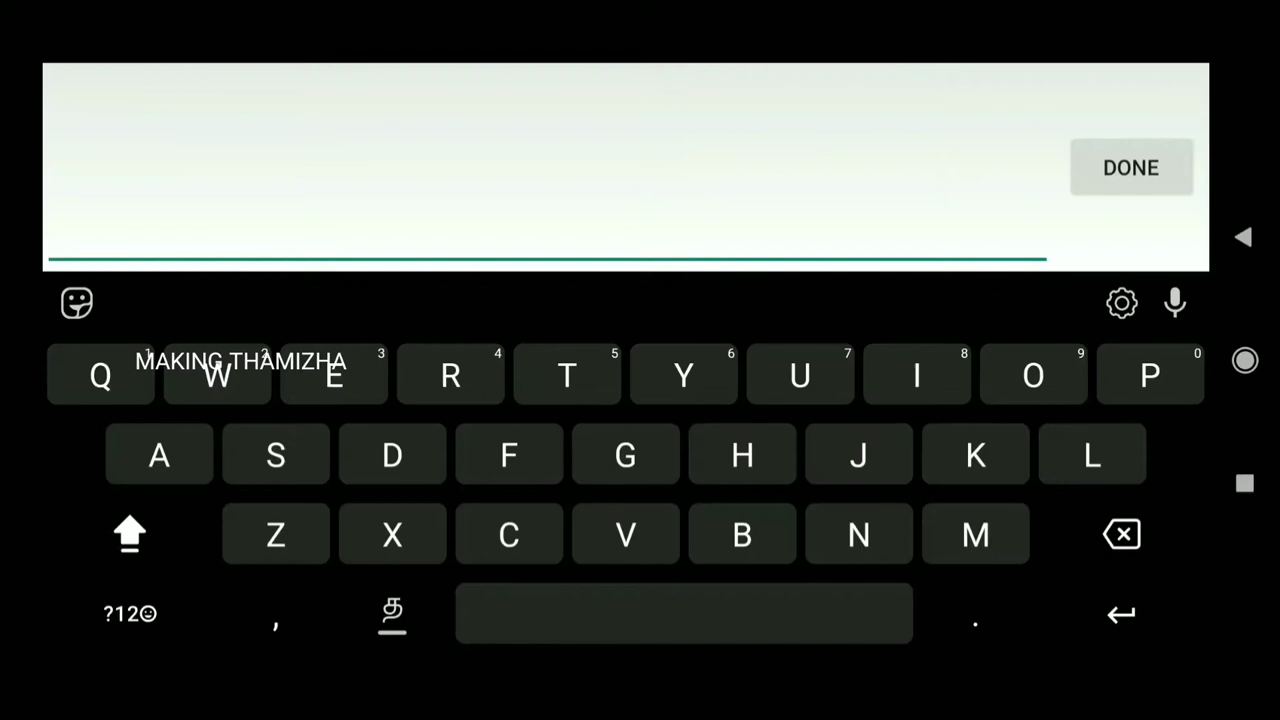 DONE
MAKING THAMIZHA
Q 1 W 2 E 3 R 4 T 5 Y 6 U 7 I 8 O 9 P 0
A S D F G H J K L
Z X C V B N M
?12☺ , த .